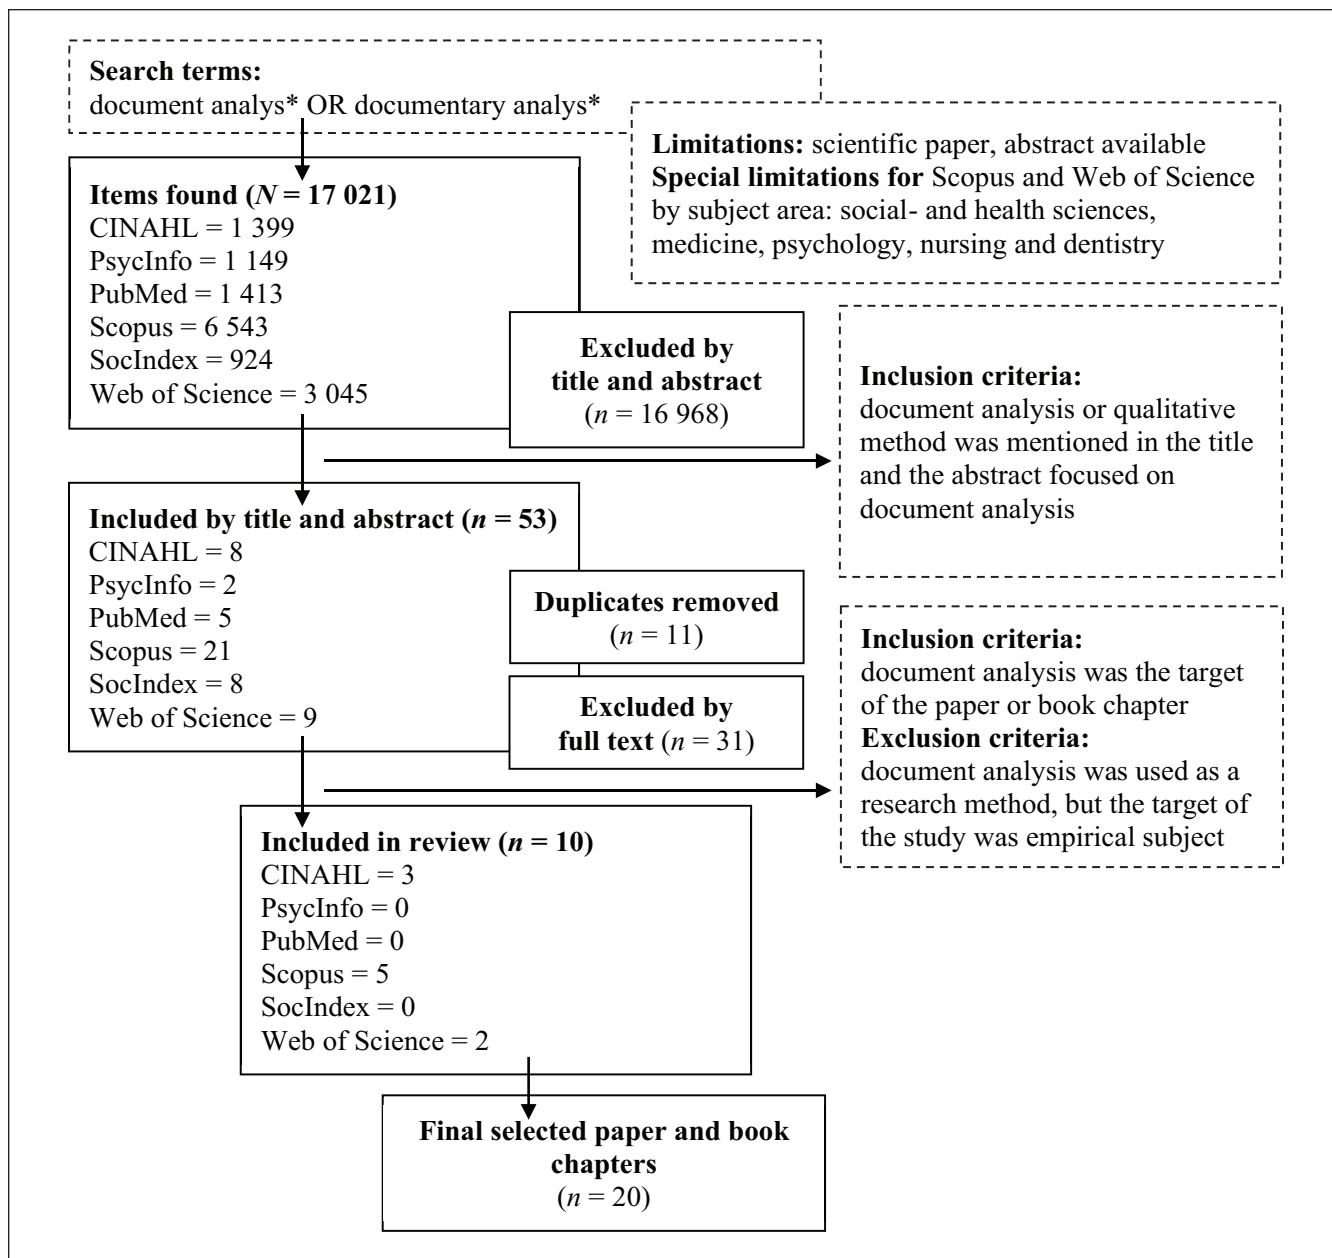 Search terms:
document analys* OR documentary analys*
Limitations: scientific paper, abstract available
Special limitations for Scopus and Web of Science
by subject area: social- and health sciences,
medicine, psychology, nursing and dentistry
Items found (N = 17 021)
CINAHL = 1 399
PsycInfo = 1 149
PubMed = 1 413
Scopus = 6 543
SocIndex = 924
Web of Science = 3 045
Excluded by
title and abstract
(n = 16 968)
Inclusion criteria:
document analysis or qualitative
method was mentioned in the title
and the abstract focused on
document analysis
Included by title and abstract (n = 53)
CINAHL = 8
PsycInfo = 2
PubMed = 5
Scopus = 21
SocIndex = 8
Web of Science = 9
Duplicates removed
(n = 11)
Excluded by
full text (n = 31)
Inclusion criteria:
document analysis was the target
of the paper or book chapter
Exclusion criteria:
document analysis was used as a
research method, but the target of
the study was empirical subject
Included in review (n = 10)
CINAHL = 3
PsycInfo = 0
PubMed = 0
Scopus = 5
SocIndex = 0
Web of Science = 2
Final selected paper and book
chapters
(n = 20)